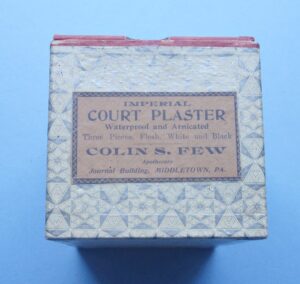 IMPERIAL
COURT PLASTER
Waterproof and Arnicated
Three Pieces, Flesh, White and Black
COLIN S. FEW
Apothecary
Journal Building, MIDDLETOWN, PA.